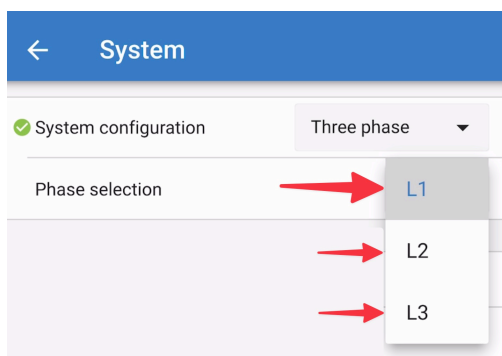 System
System configuration
Three phase
Phase selection
L1
L2
L3